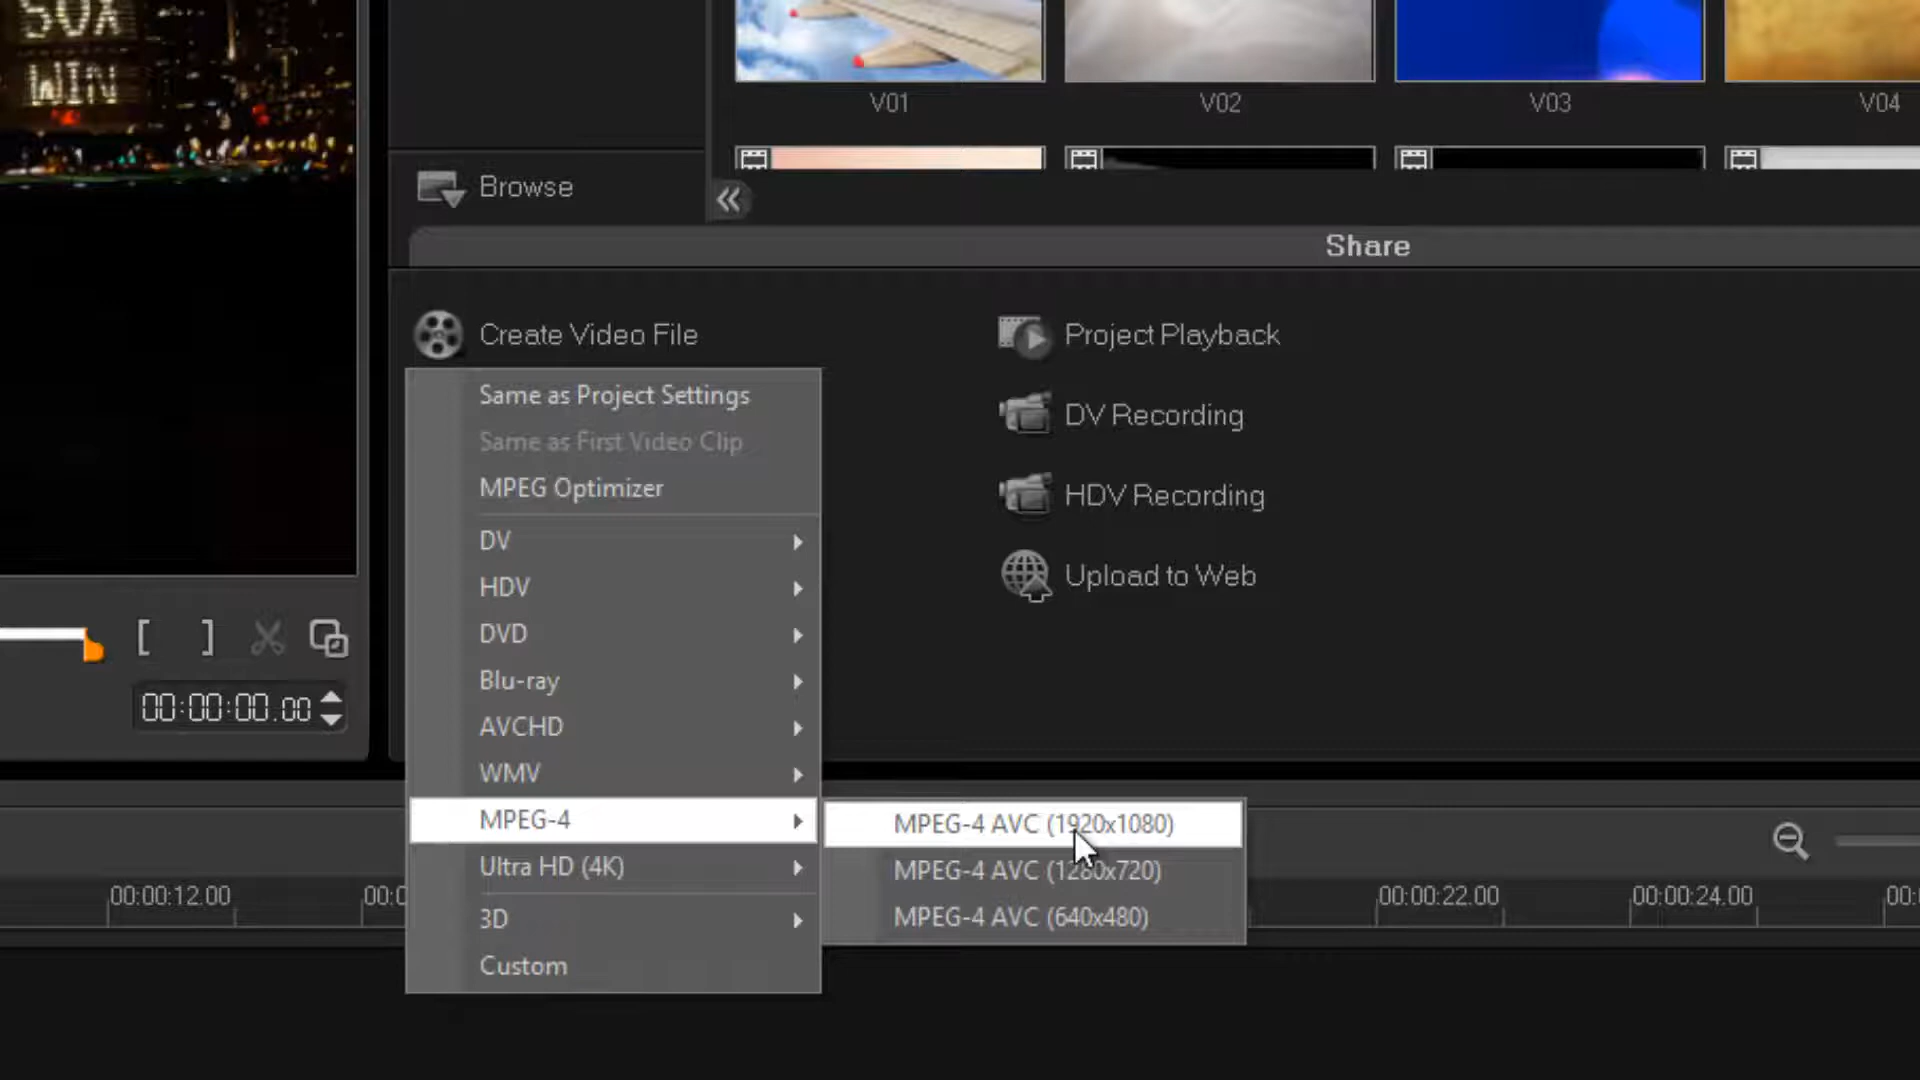 SOX
WIN
V01
V02
V03
V04
Browse
Share
Create Video File
Project Playback
Same as Project Settings
DV Recording
Same as First Video Clip
MPEG Optimizer
HDV Recording
DV
Upload to Web
HDV
DVD
Blu-ray
00:00:00.00
AVCHD
WMV
MPEG-4
MPEG-4 AVC (1920x1080)
Ultra HD (4K)
MPEG-4 AVC (1280x720)
00:00:12.00
00:00:22.00
00:00:24.00
3D
MPEG-4 AVC (640x480)
Custom